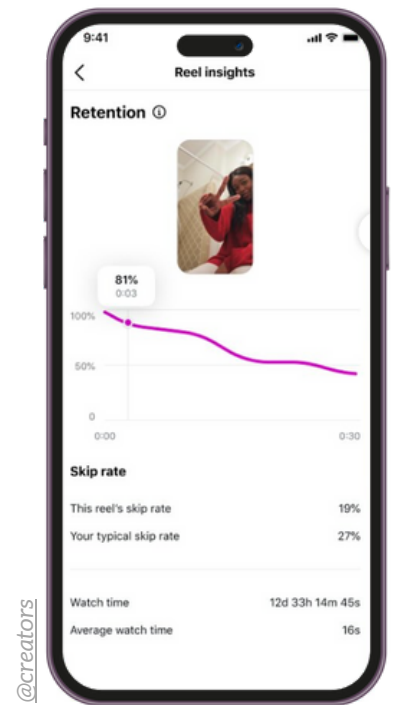 9:41
Reel insights
Retention
81%
0:03
100%
50%
0
0:00 0:30
Skip rate
This reel's skip rate 19%
Your typical skip rate 27%
Watch time 12d 33h 14m 45s
Average watch time 16s
@creators